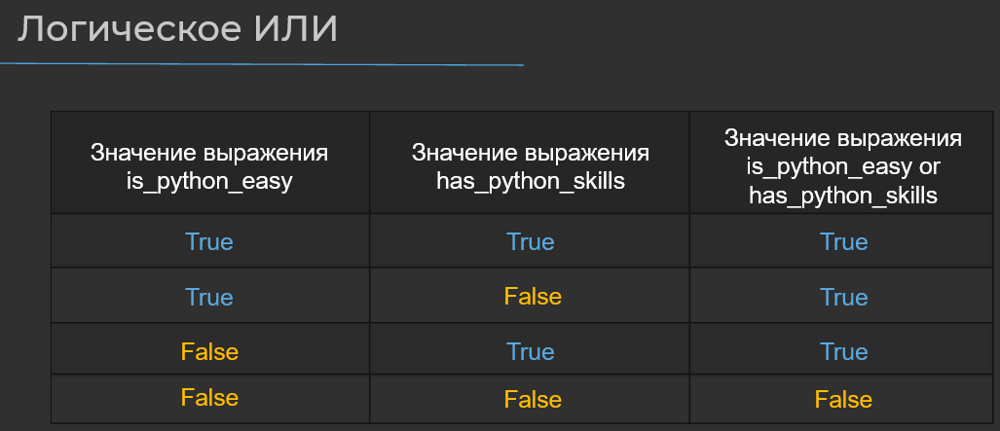 Логическое ИЛИ
Значение выражения
is_python_easy
Значение выражения
has_python_skills
Значение выражения
is_python_easy or
has_python_skills
True
True
True
True
False
True
False
True
True
False
False
False